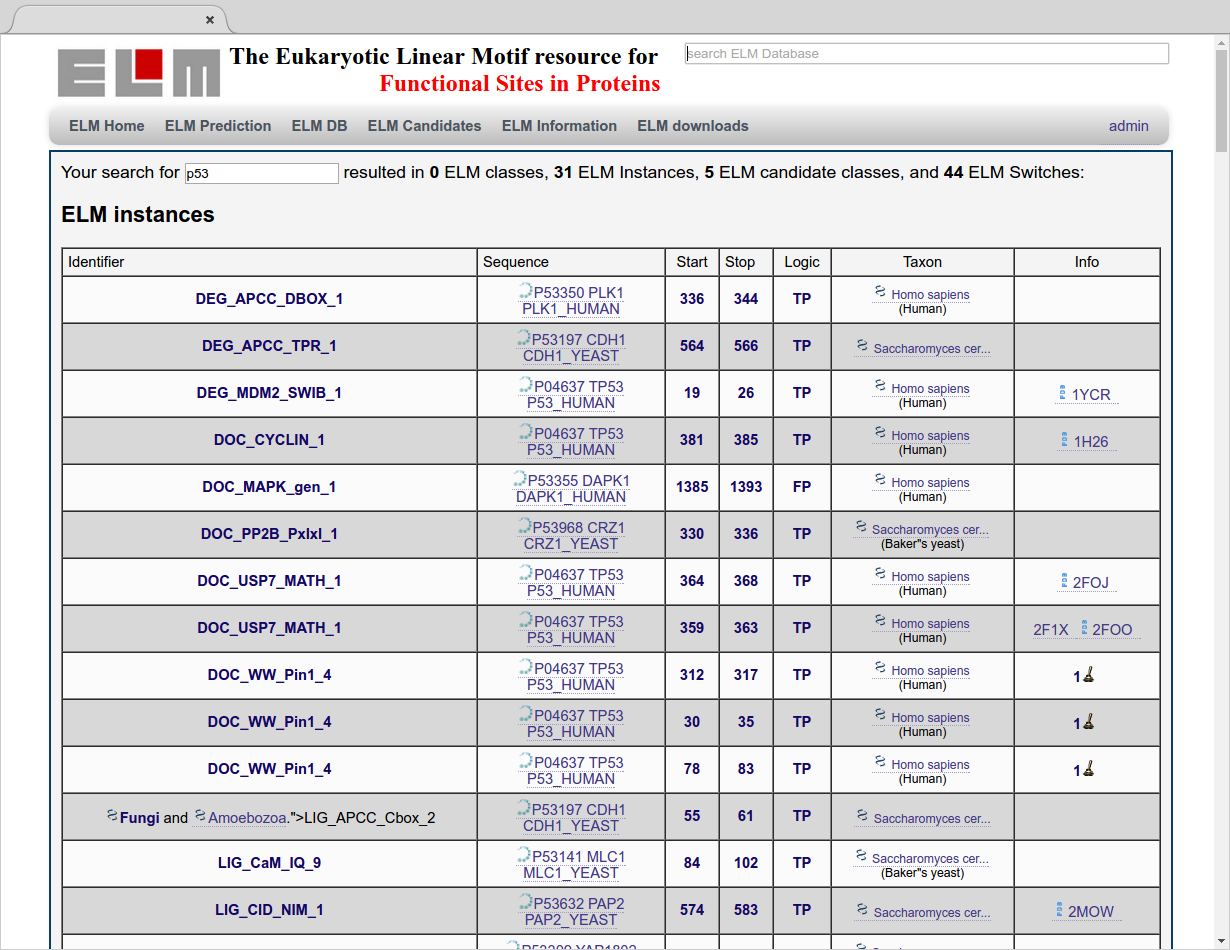 ×
ELM
The Eukaryotic Linear Motif resource for
Functional Sites in Proteins
search ELM Database
ELM Home ELM Prediction ELM DB ELM Candidates ELM Information ELM downloads admin
Your search for p53 resulted in 0 ELM classes, 31 ELM Instances, 5 ELM candidate classes, and 44 ELM Switches:
ELM instances
Identifier Sequence Start Stop Logic Taxon Info
DEG_APCC_DBOX_1 P53350 PLK1 336 344 TP Homo sapiens
PLK1_HUMAN (Human)
DEG_APCC_TPR_1 P53197 CDH1 564 566 TP Saccharomyces cer...
CDH1_YEAST
DEG_MDM2_SWIB_1 P04637 TP53 19 26 TP Homo sapiens 1YCR
P53_HUMAN (Human)
DOC_CYCLIN_1 P04637 TP53 381 385 TP Homo sapiens 1H26
P53_HUMAN (Human)
DOC_MAPK_gen_1 P53355 DAPK1 1385 1393 FP Homo sapiens
DAPK1_HUMAN (Human)
DOC_PP2B_PxIxI_1 P53968 CRZ1 330 336 TP Saccharomyces cer...
CRZ1_YEAST (Baker"s yeast)
DOC_USP7_MATH_1 P04637 TP53 364 368 TP Homo sapiens 2FOJ
P53_HUMAN (Human)
DOC_USP7_MATH_1 P04637 TP53 359 363 TP Homo sapiens 2F1X 2FOO
P53_HUMAN (Human)
DOC_WW_Pin1_4 P04637 TP53 312 317 TP Homo sapiens 1
P53_HUMAN (Human)
DOC_WW_Pin1_4 P04637 TP53 30 35 TP Homo sapiens 1
P53_HUMAN (Human)
DOC_WW_Pin1_4 P04637 TP53 78 83 TP Homo sapiens 1
P53_HUMAN (Human)
Fungi and Amoebozoa.">LIG_APCC_Cbox_2 P53197 CDH1 55 61 TP Saccharomyces cer...
CDH1_YEAST
LIG_CaM_IQ_9 P53141 MLC1 84 102 TP Saccharomyces cer...
MLC1_YEAST (Baker"s yeast)
LIG_CID_NIM_1 P53632 PAP2 574 583 TP Saccharomyces cer... 2MOW
PAP2_YEAST